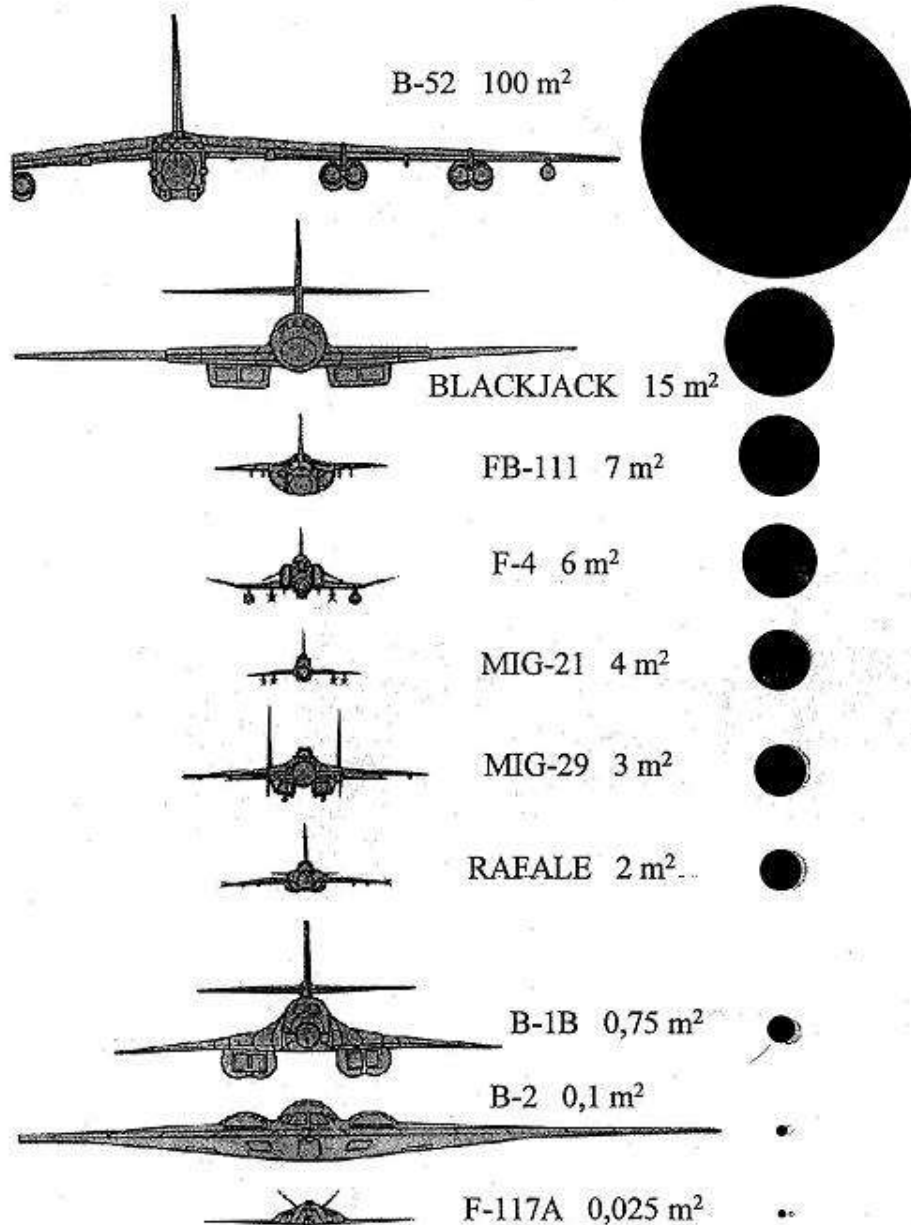 B-52 100 m²
BLACKJACK 15 m²
FB-111 7 m²
F-4 6 m²
MIG-21 4 m²
MIG-29 3 m²
RAFALE 2 m²
B-1B 0,75 m²
B-2 0,1 m²
F-117A 0,025 m²